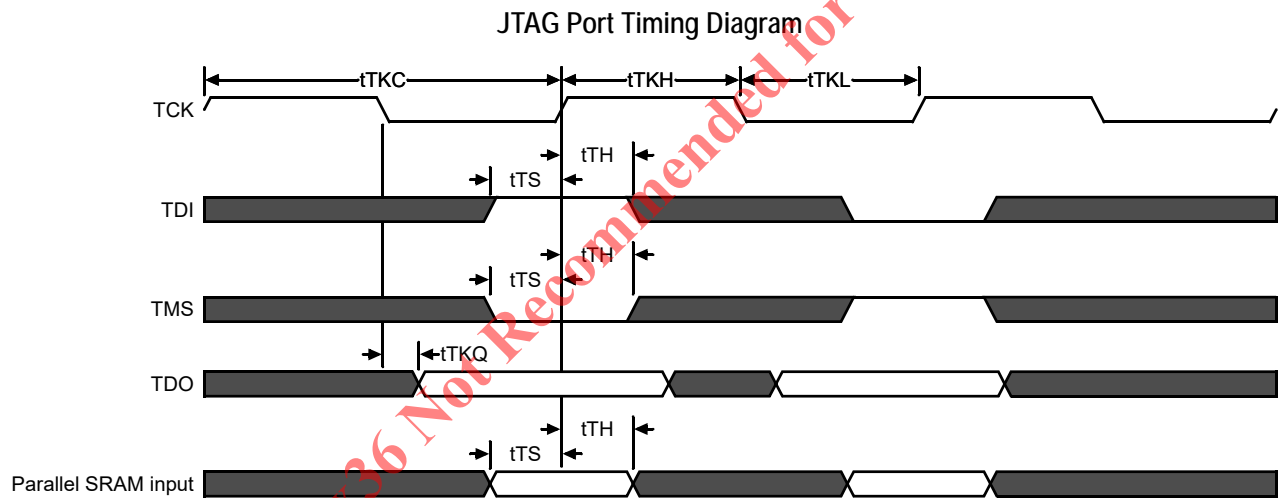 JTAG Port Timing Diagram
tTKC tTKH tTKL
TCK
tTH
tTS
TDI
tTH
tTS
TMS
tTKQ
TDO
tTH
tTS
Parallel SRAM input
36 Not Recommended for